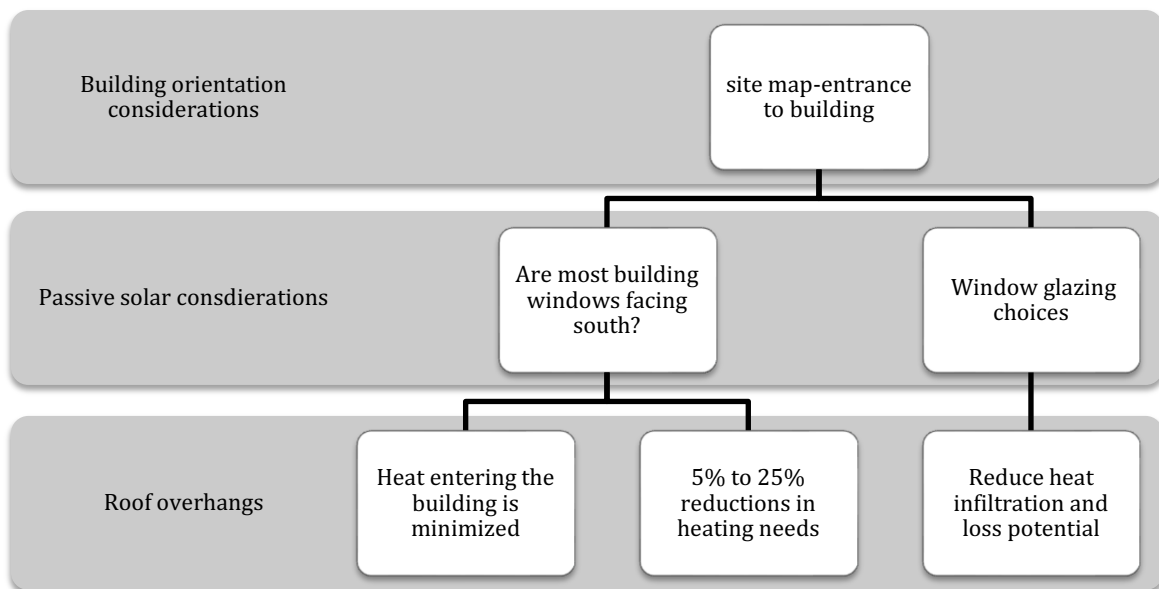 Building orientation
considerations
site map-entrance
to building
Passive solar consdierations
Are most building
windows facing
south?
Window glazing
choices
Roof overhangs
Heat entering the
building is
minimized
5% to 25%
reductions in
heating needs
Reduce heat
infiltration and
loss potential